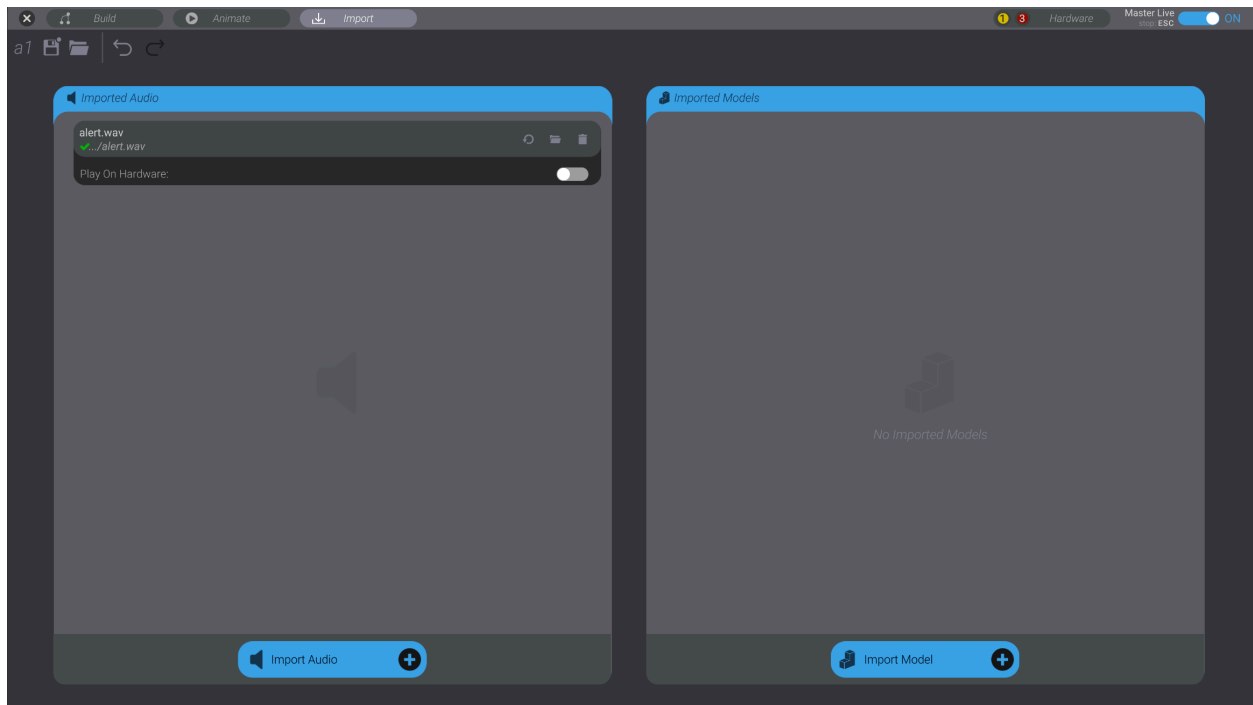 Build
Animate
Import
1 3 Hardware
Master Live
stop: ESC
ON
a1
Imported Audio
alert.wav
.../alert.wav
Play On Hardware:
Import Audio
Imported Models
No Imported Models
Import Model